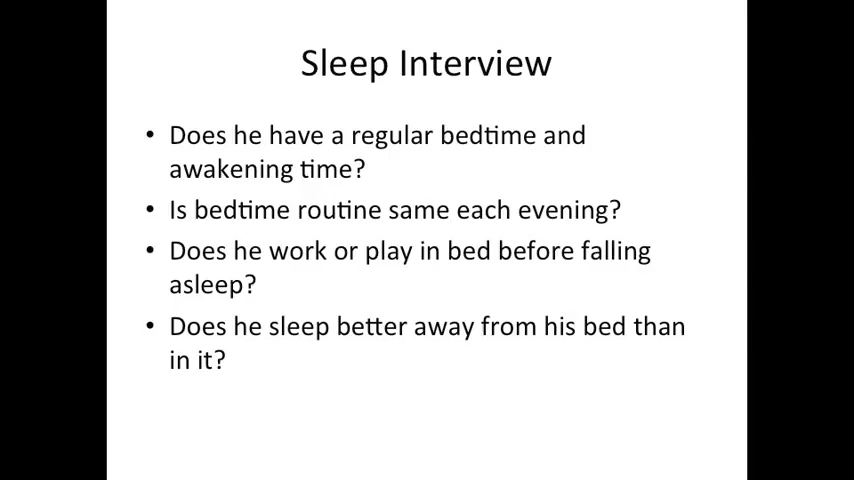 Sleep Interview
• Does he have a regular bedtime and
awakening time?
• Is bedtime routine same each evening?
• Does he work or play in bed before falling
asleep?
• Does he sleep better away from his bed than
in it?